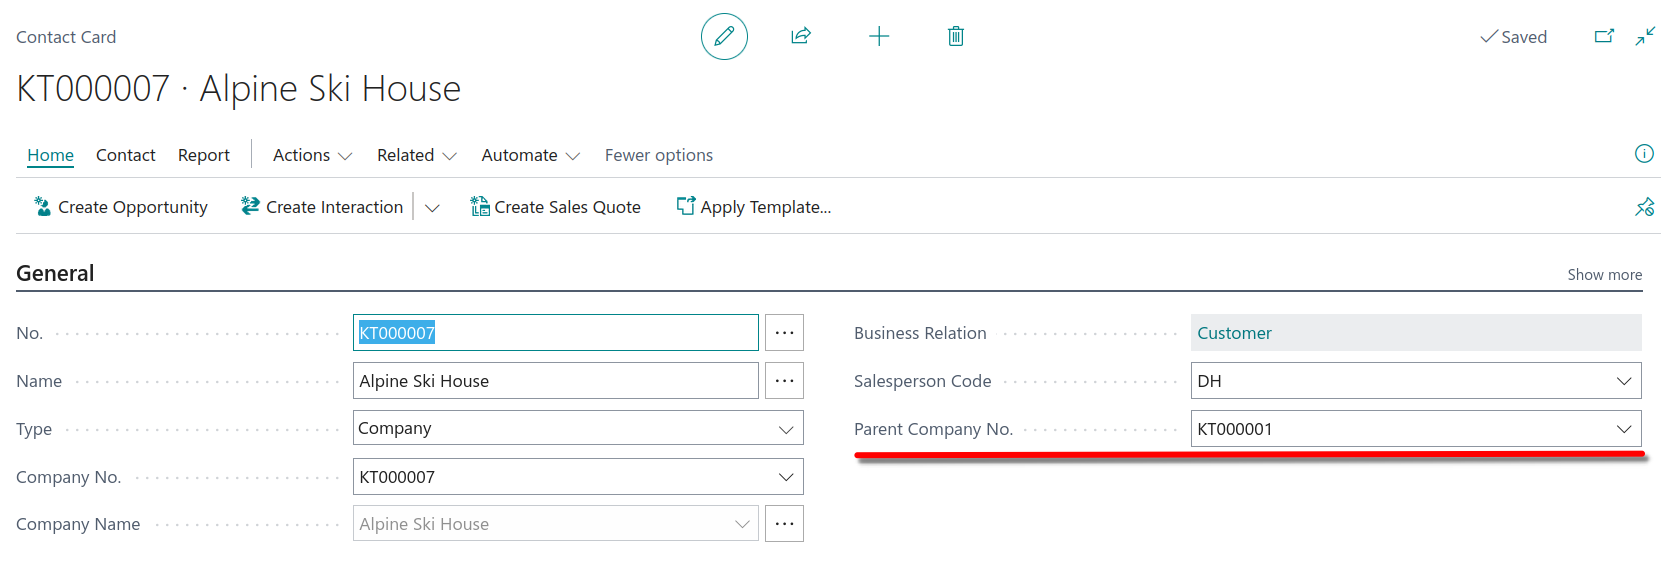 Contact Card
Saved
KT000007 · Alpine Ski House
Home Contact Report Actions Related Automate Fewer options
Create Opportunity Create Interaction Create Sales Quote Apply Template...
General
Show more
No. KT000007 ...
Business Relation Customer
Name Alpine Ski House ...
Salesperson Code DH
Type Company
Parent Company No. KT000001
Company No. KT000007
Company Name Alpine Ski House ...